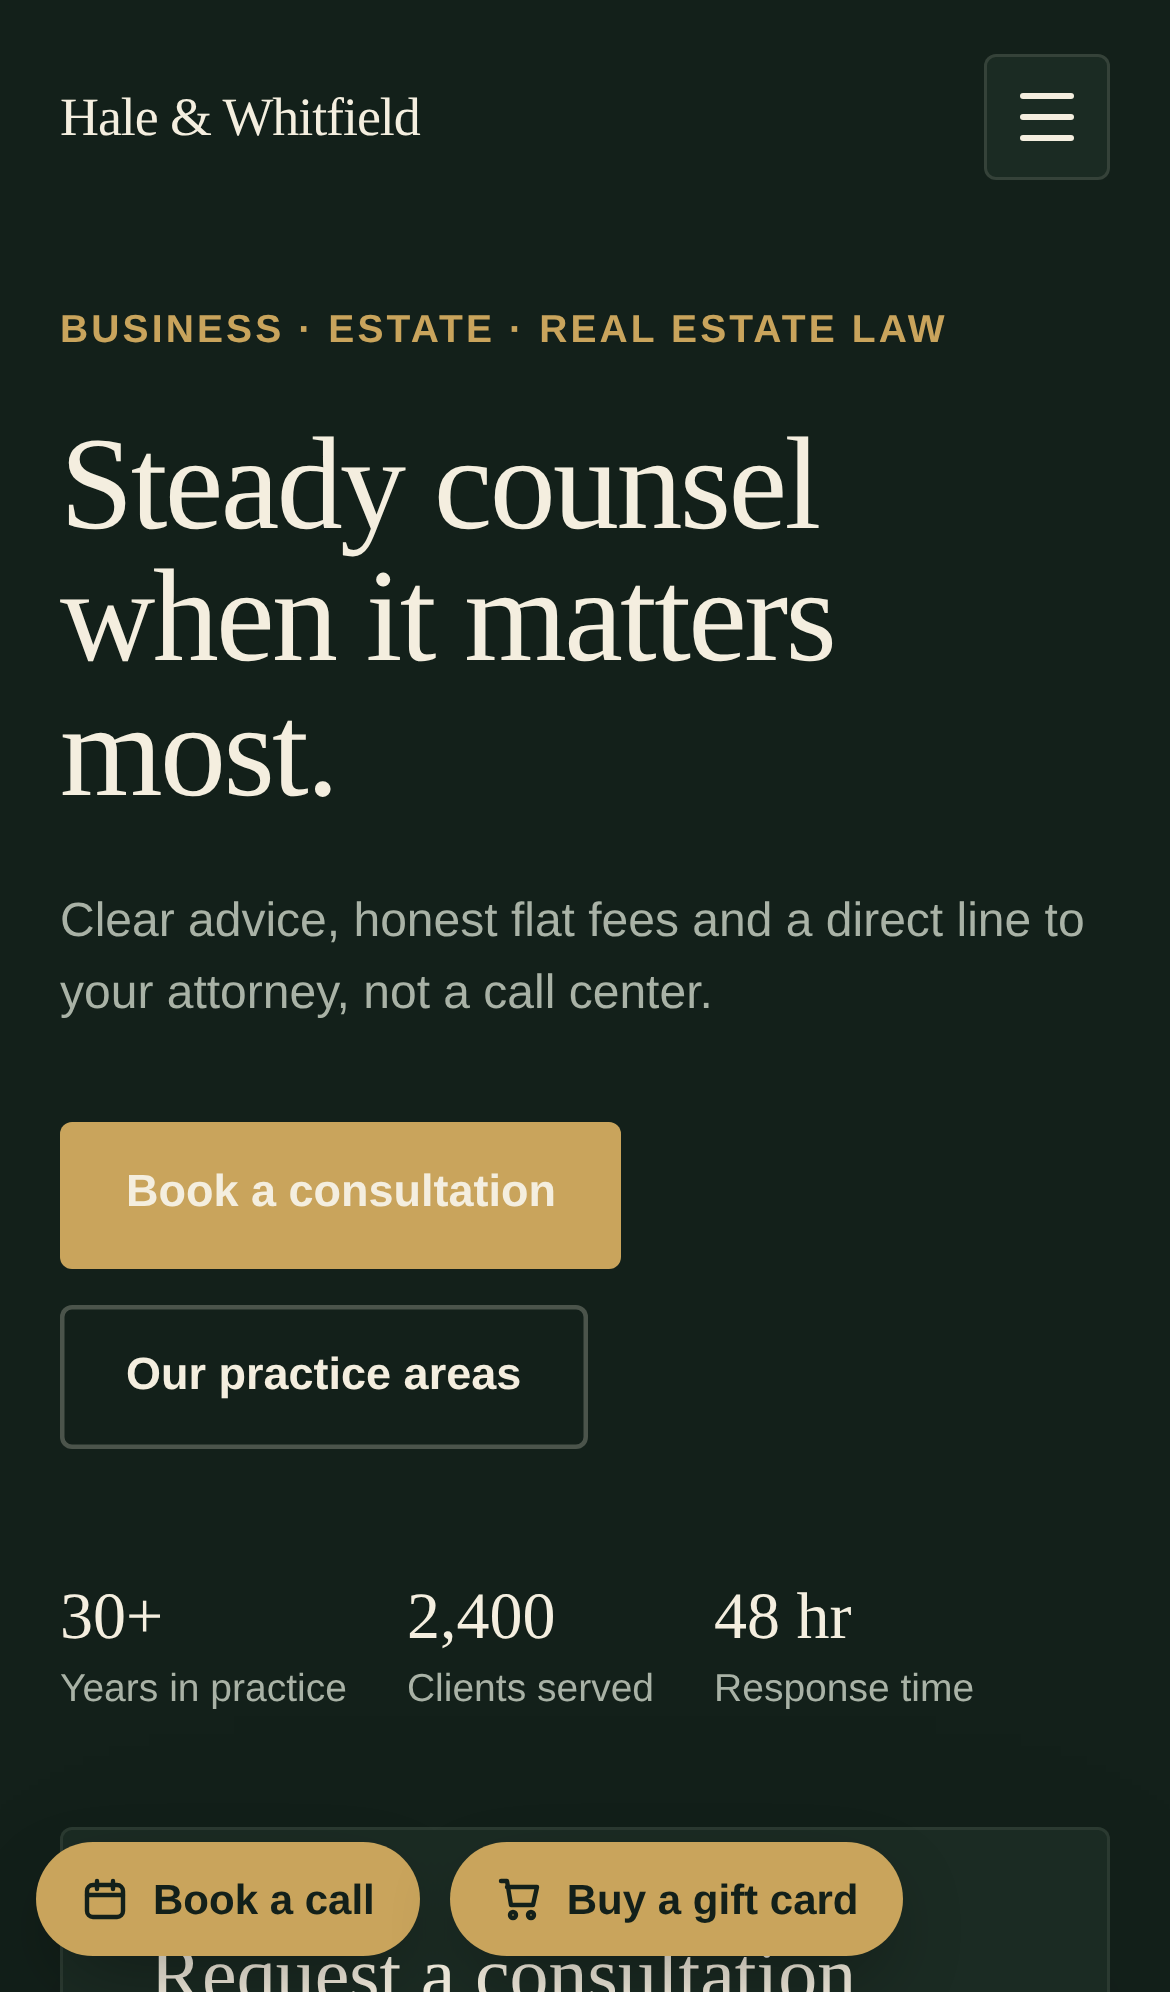 Hale & Whitfield
BUSINESS · ESTATE · REAL ESTATE LAW
Steady counsel
when it matters
most.
Clear advice, honest flat fees and a direct line to
your attorney, not a call center.
Book a consultation
Our practice areas
30+ 2,400 48 hr
Years in practice Clients served Response time
Book a call Buy a gift card
Request a consultation